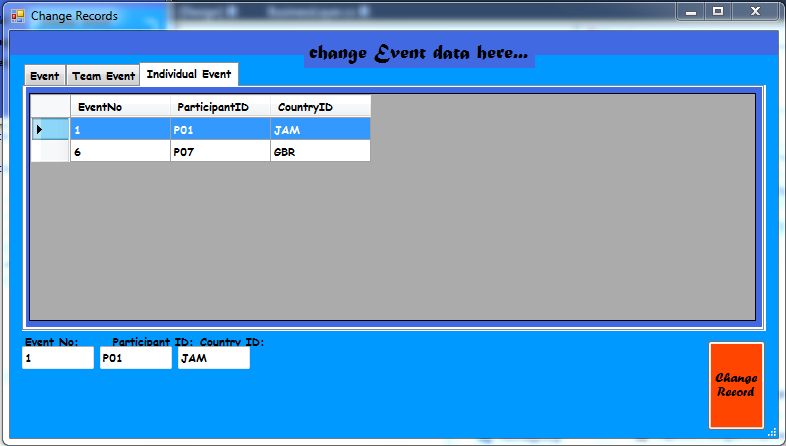 Change Records
change Event data here...
Event Team Event Individual Event
EventNo ParticipantID CountryID
1 P01 JAM
6 P07 GBR
Event No: Participant ID: Country ID:
1 P01 JAM
Change
Record